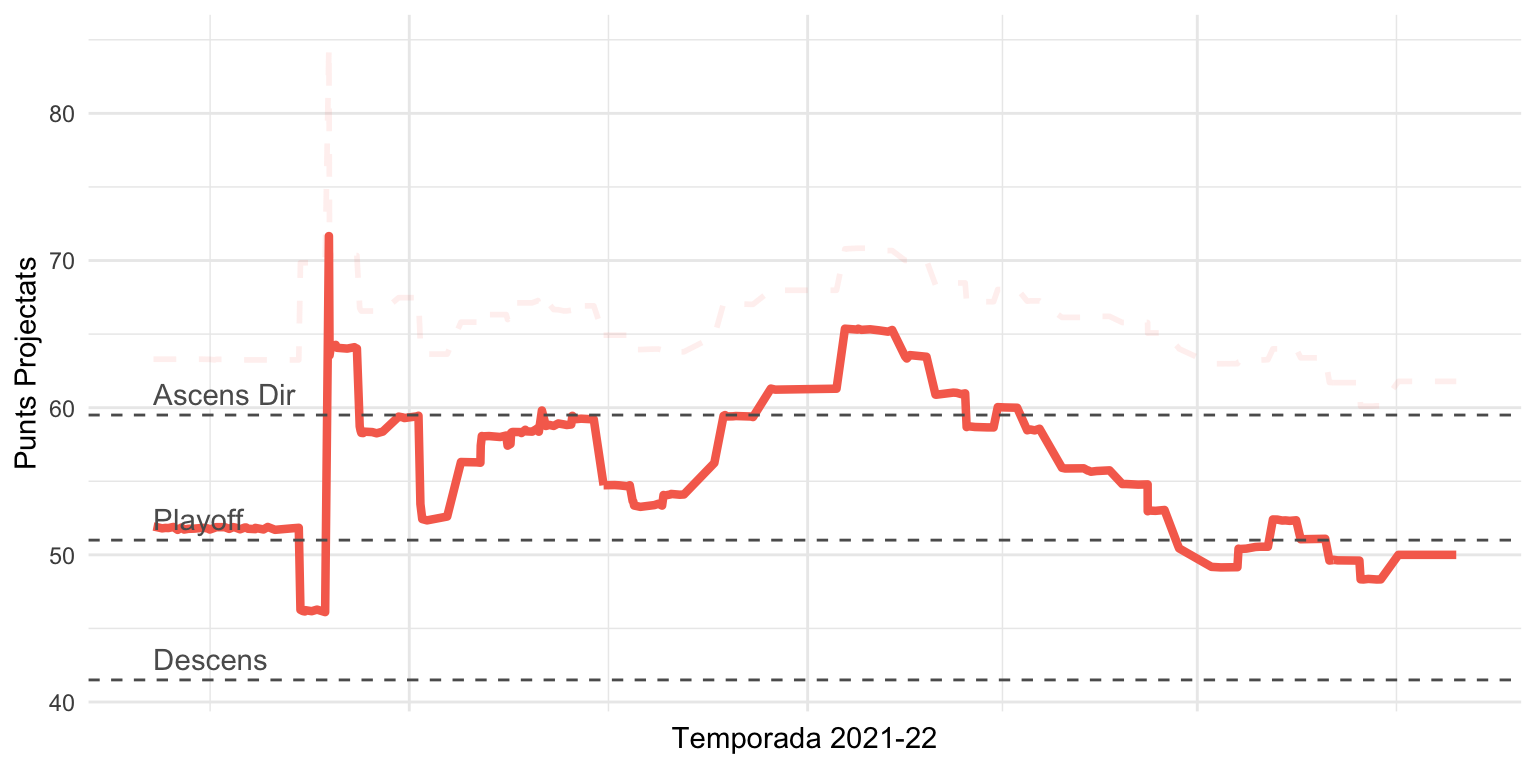 80
70
60
50
40
Punts Projectats
Ascens Dir
Playoff
Descens
Temporada 2021-22